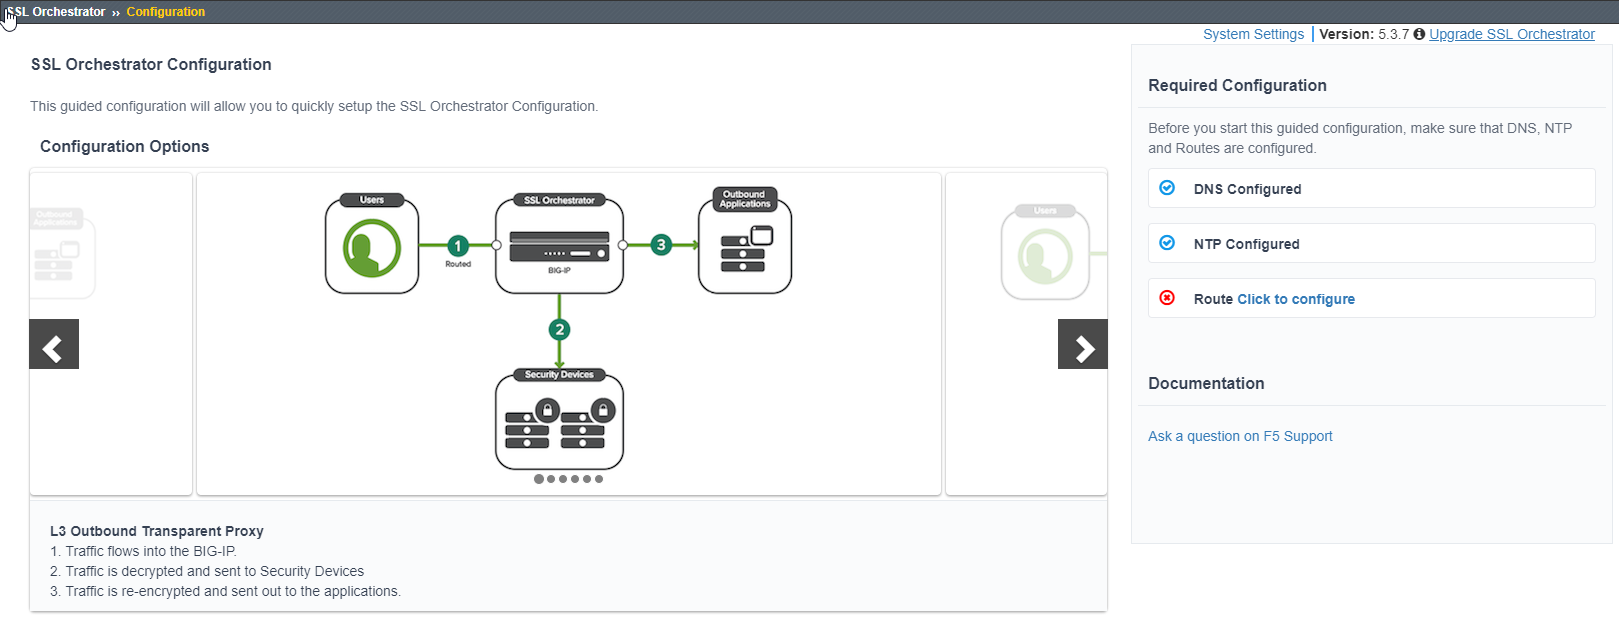 SSL Orchestrator ›› Configuration
System Settings Version: 5.3.7 Upgrade SSL Orchestrator
SSL Orchestrator Configuration
This guided configuration will allow you to quickly setup the SSL Orchestrator Configuration.
Configuration Options
Outbound
Applications
Users
1
Routed
SSL Orchestrator
BIG-IP
3
Outbound
Applications
2
Security Devices
Users
L3 Outbound Transparent Proxy
1. Traffic flows into the BIG-IP.
2. Traffic is decrypted and sent to Security Devices
3. Traffic is re-encrypted and sent out to the applications.
Required Configuration
Before you start this guided configuration, make sure that DNS, NTP
and Routes are configured.
DNS Configured
NTP Configured
Route Click to configure
Documentation
Ask a question on F5 Support